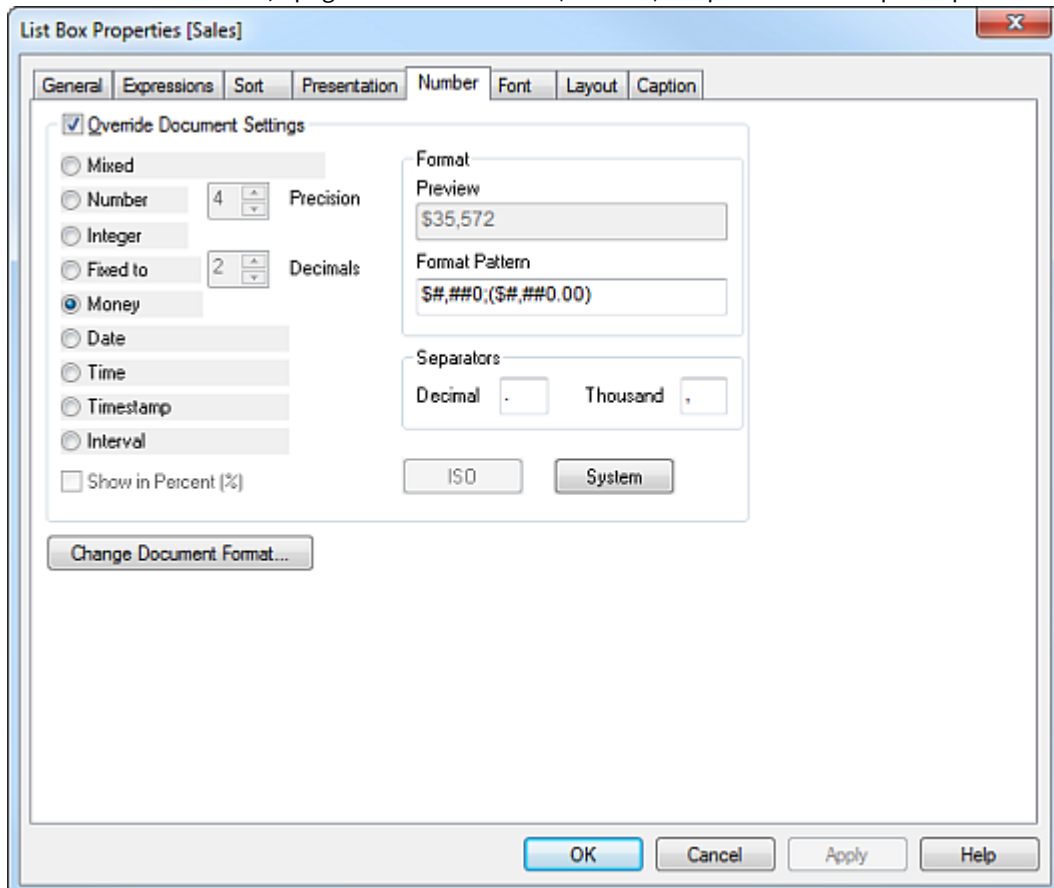 List Box Properties [Sales]
General Expressions Sort Presentation Number Font Layout Caption
Override Document Settings
Mixed
Number 4 Precision
Integer
Fixed to 2 Decimals
Money
Date
Time
Timestamp
Interval
Show in Percent (%)
Format
Preview
$35,572
Format Pattern
$#,##0;($#,##0.00)
Separators
Decimal . Thousand ,
ISO System
Change Document Format...
OK Cancel Apply Help